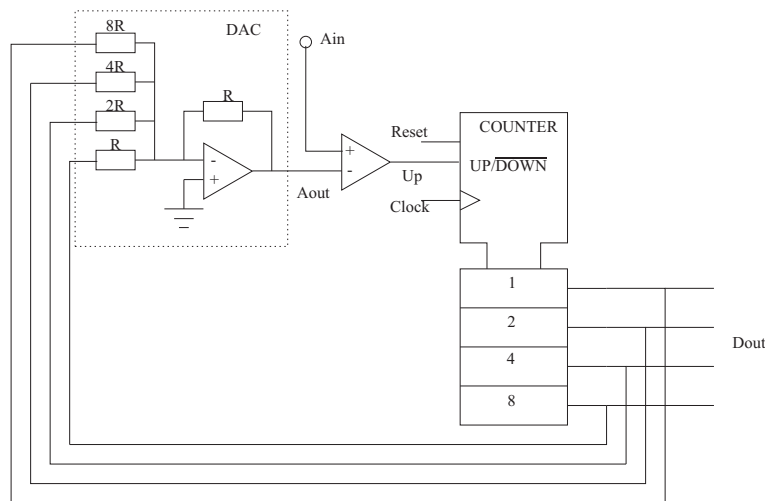 8R
DAC
Ain
4R
2R
R
R
Reset
COUNTER
-
+
+
-
Up
UP/DOWN
Aout
Clock
1
2
4
8
Dout